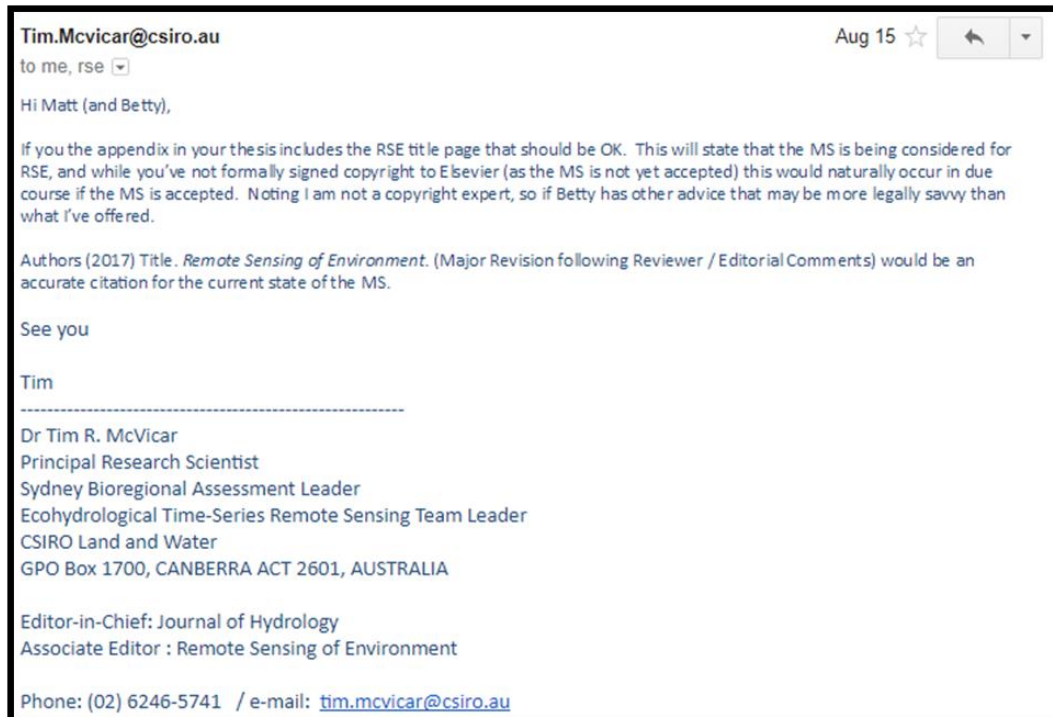 Tim.Mcvicar@csiro.au
Aug 15
to me, rse
Hi Matt (and Betty),
If you the appendix in your thesis includes the RSE title page that should be OK.  This will state that the MS is being considered for
RSE, and while you've not formally signed copyright to Elsevier (as the MS is not yet accepted) this would naturally occur in due
course if the MS is accepted.  Noting I am not a copyright expert, so if Betty has other advice that may be more legally savvy than
what I've offered.
Authors (2017) Title. Remote Sensing of Environment. (Major Revision following Reviewer / Editorial Comments) would be an
accurate citation for the current state of the MS.
See you
Tim
-----------------------------------------------------------
Dr Tim R. McVicar
Principal Research Scientist
Sydney Bioregional Assessment Leader
Ecohydrological Time-Series Remote Sensing Team Leader
CSIRO Land and Water
GPO Box 1700, CANBERRA ACT 2601, AUSTRALIA
Editor-in-Chief: Journal of Hydrology
Associate Editor : Remote Sensing of Environment
Phone: (02) 6246-5741  / e-mail:  tim.mcvicar@csiro.au